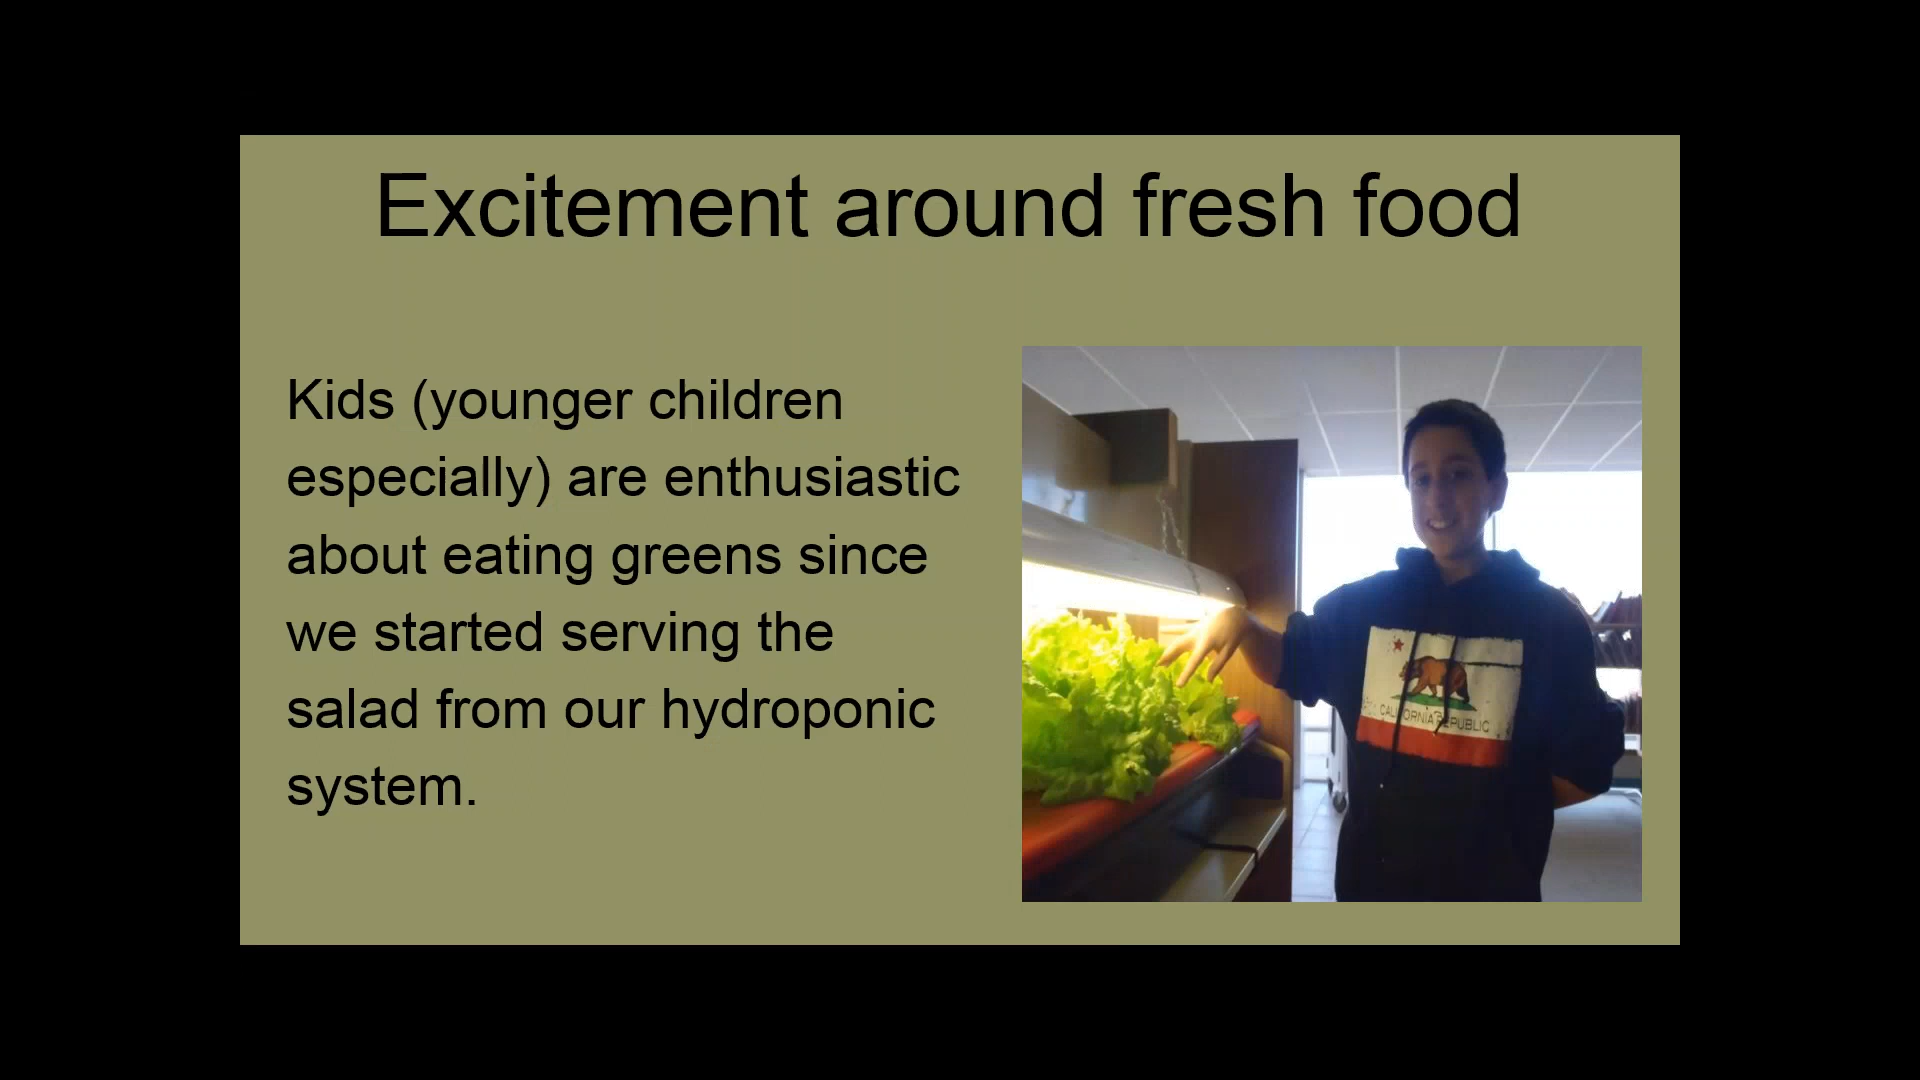 Excitement around fresh food
Kids (younger children
especially) are enthusiastic
about eating greens since
we started serving the
salad from our hydroponic
system.
CALIFORNIA REPUBLIC